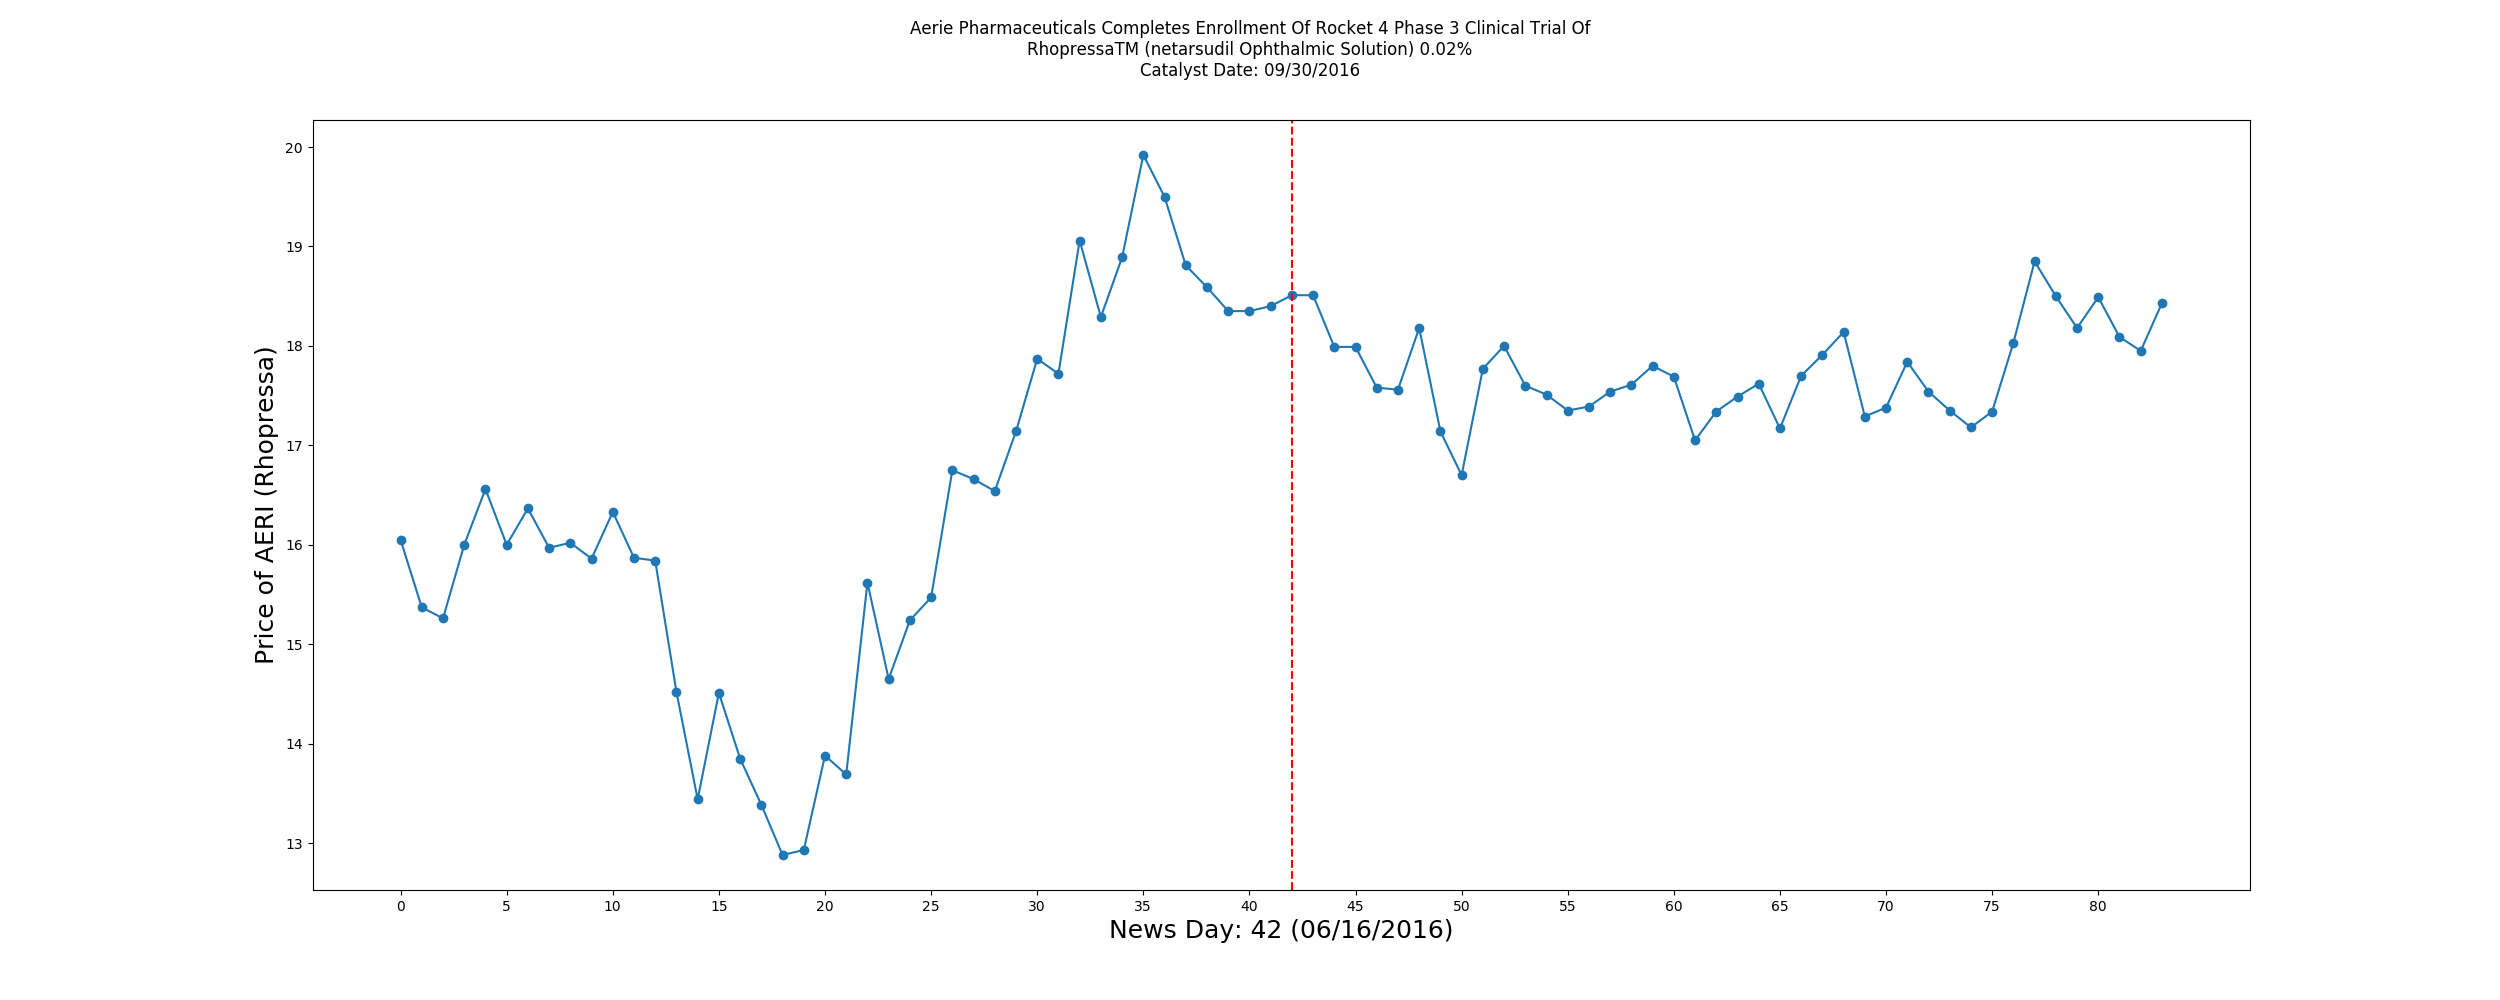 Aerie Pharmaceuticals Completes Enrollment Of Rocket 4 Phase 3 Clinical Trial Of
RhopressaTM (netarsudil Ophthalmic Solution) 0.02%
Catalyst Date: 09/30/2016
20
19
18
17
16
15
14
13
Price of AERI (Rhopressa)
0 5 10 15 20 25 30 35 40 45 50 55 60 65 70 75 80
News Day: 42 (06/16/2016)